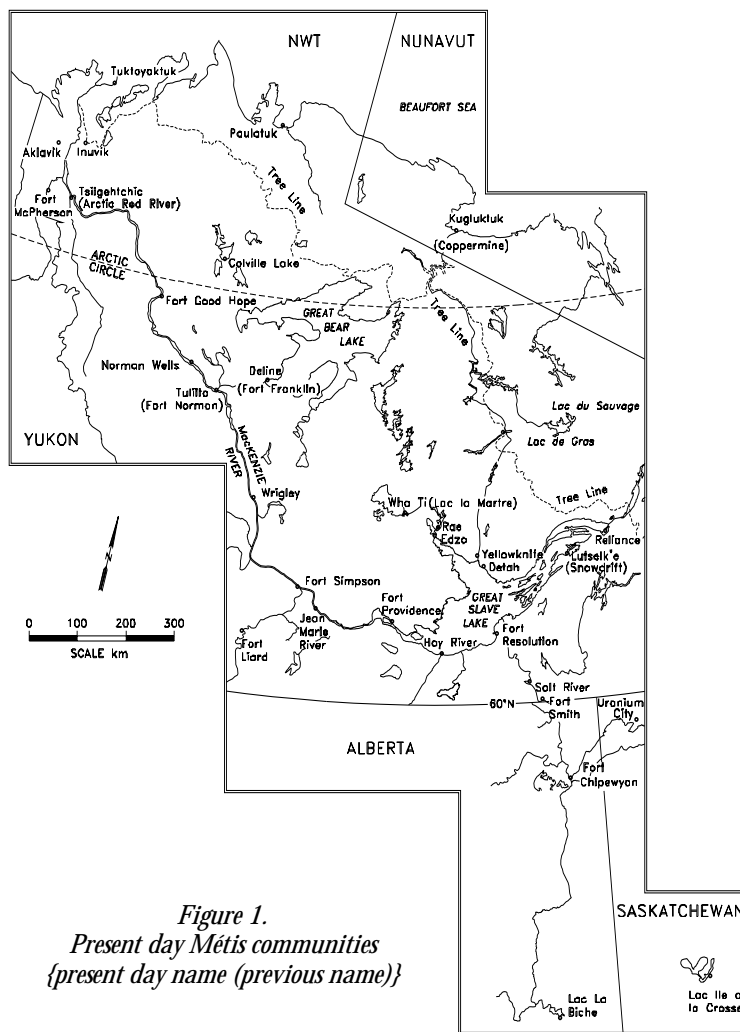 NWT
NUNAVUT
Tuktoyaktuk
BEAUFORT SEA
Paulatuk
Aklavik
Inuvik
Tree Line
Fort
McPherson
Tsiigehtchic
(Arctic Red River)
Kugluktuk
(Coppermine)
ARCTIC
CIRCLE
Colville Lake
Fort Good Hope
GREAT
BEAR
LAKE
Tree
Line
Norman Wells
Deline
(Fort Franklin)
Tulita
(Fort Norman)
Lac du Sauvage
Lac de Gras
YUKON
MacKENZIE
RIVER
Wrigley
Wha Ti (Lac la Martre)
Tree Line
Rae
Edzo
Reliance
Yellowknife
Detah
Lutselk'e
(Snowdrift)
N
Fort Simpson
GREAT
SLAVE
LAKE
Fort
Providence
0 100 200 300
SCALE km
Jean
Marie
River
Fort
Liard
Hay River
Fort
Resolution
Salt River
60°N
Fort
Smith
Uranium
City
ALBERTA
Fort
Chipewyan
Figure 1.
Present day Métis communities
{present day name (previous name)}
SASKATCHEWAN
Lac La
Biche
Lac Ile a
la Crosse